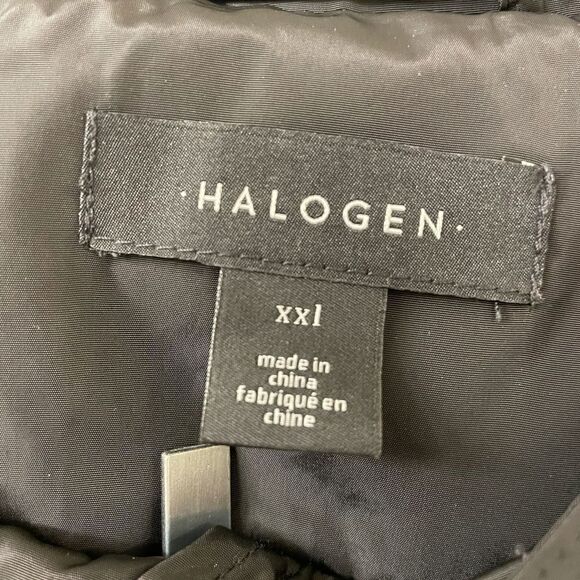 ·HALOGEN·
xxl
made in
china
fabriqué en
chine